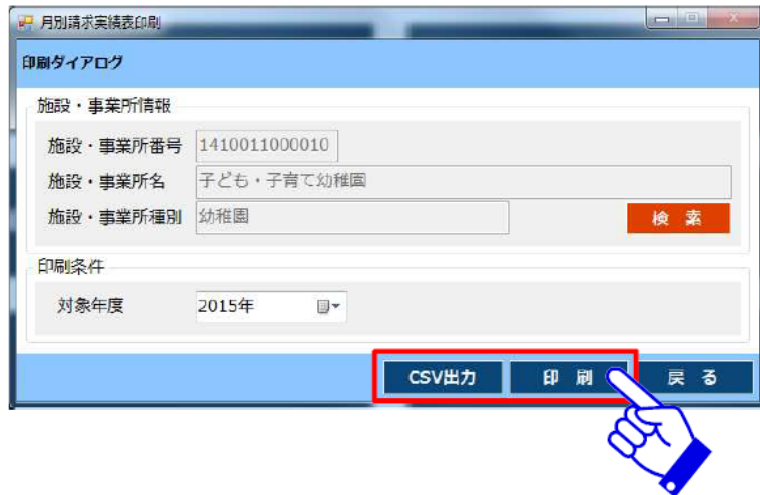 月別請求実績表印刷
印刷ダイアログ
施設・事業所情報
施設・事業所番号 1410011000010
施設・事業所名 子ども・子育て幼稚園
施設・事業所種別 幼稚園
検 索
印刷条件
対象年度 2015年
CSV出力 印 刷 戻 る